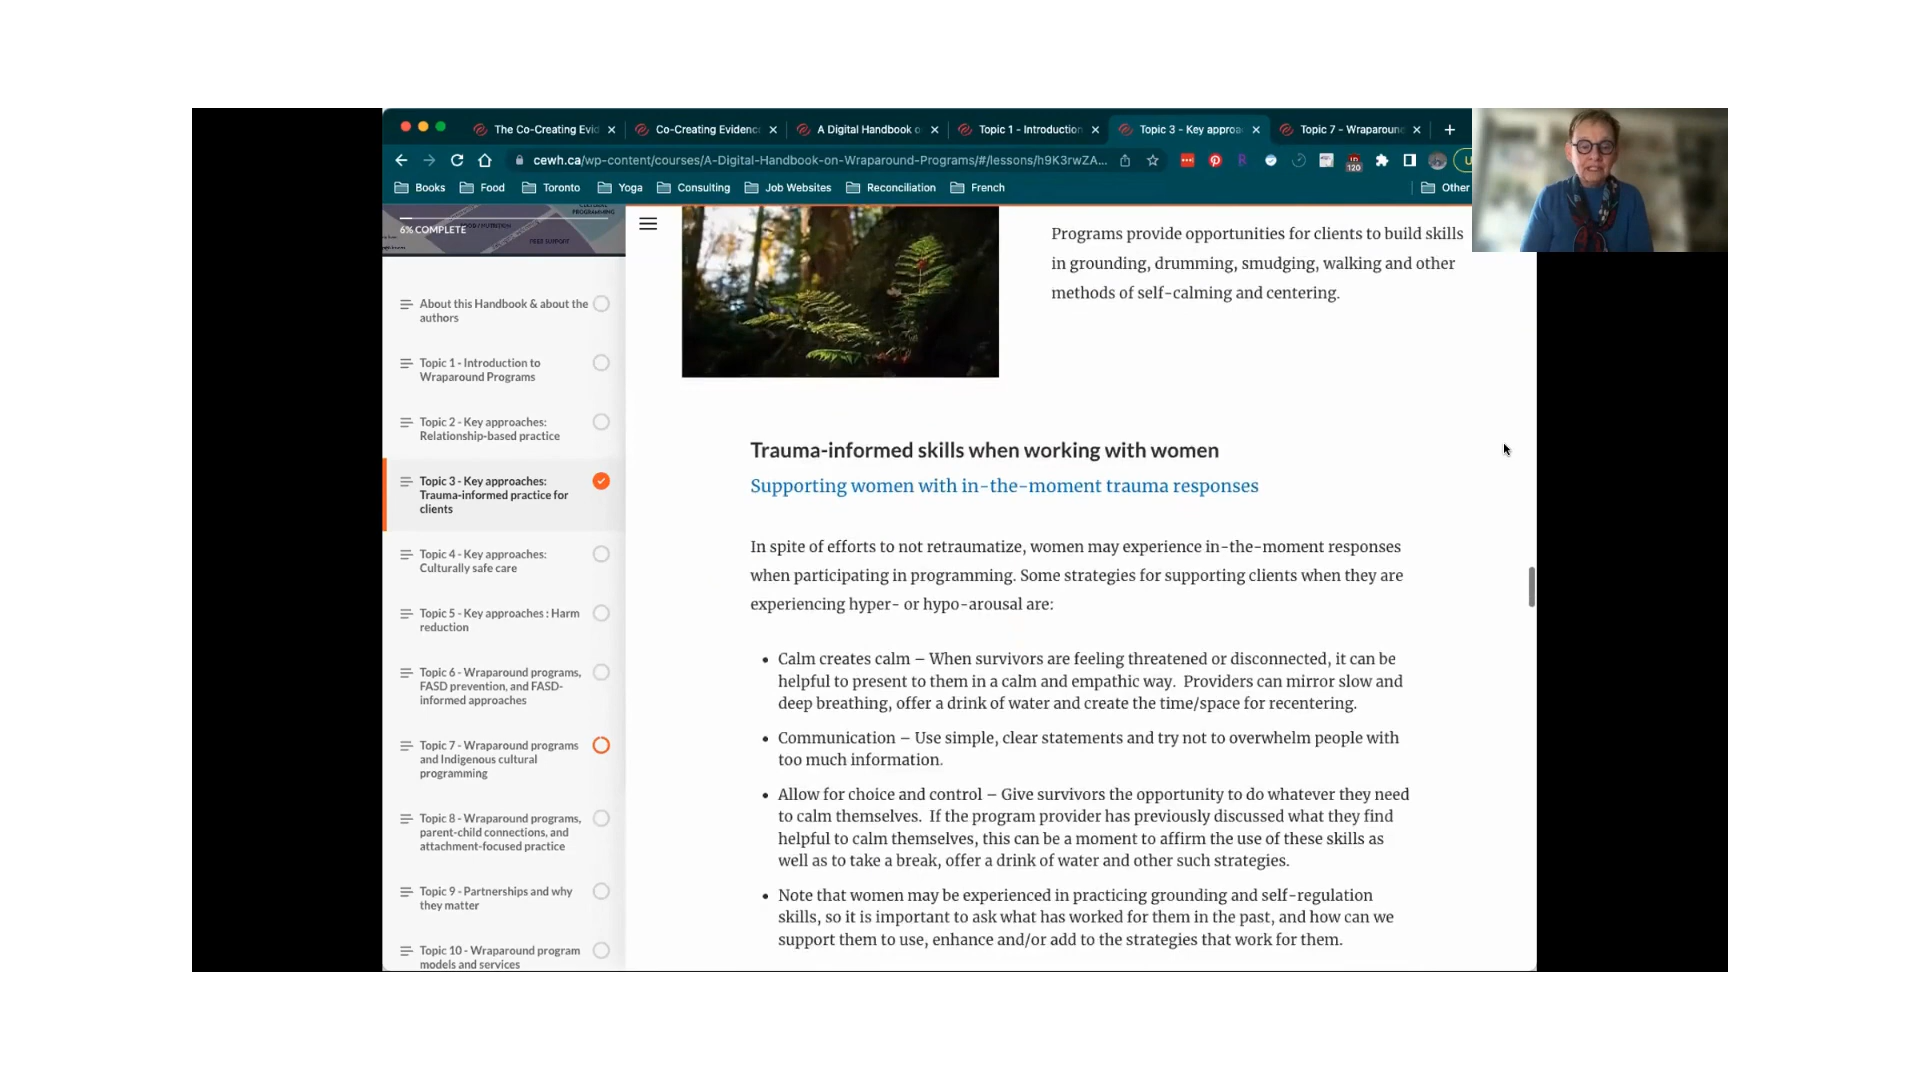 The Co-Creating Evid
Co-Creating Evidenc
A Digital Handbook o
Topic 1 - Introduction
Topic 3 - Key approa
Topic 7 - Wraparoun
cewh.ca/wp-content/courses/A-Digital-Handbook-on-Wraparound-Programs/#/lessons/h9K3rwZA...
120
Books
Food
Toronto
Yoga
Consulting
Job Websites
Reconciliation
French
Other
PROGRAMMING
PEER SUPPORT
6% COMPLETE
About this Handbook & about the
authors
Topic 1 - Introduction to
Wraparound Programs
Topic 2 - Key approaches:
Relationship-based practice
Topic 3 - Key approaches:
Trauma-informed practice for
clients
Topic 4 - Key approaches:
Culturally safe care
Topic 5 - Key approaches : Harm
reduction
Topic 6 - Wraparound programs,
FASD prevention, and FASD-
informed approaches
Topic 7 - Wraparound programs
and Indigenous cultural
programming
Topic 8 - Wraparound programs,
parent-child connections, and
attachment-focused practice
Topic 9 - Partnerships and why
they matter
Topic 10 - Wraparound program
models and services
Programs provide opportunities for clients to build skills
in grounding, drumming, smudging, walking and other
methods of self-calming and centering.
Trauma-informed skills when working with women
Supporting women with in-the-moment trauma responses
In spite of efforts to not retraumatize, women may experience in-the-moment responses
when participating in programming. Some strategies for supporting clients when they are
experiencing hyper- or hypo-arousal are:
• Calm creates calm – When survivors are feeling threatened or disconnected, it can be
helpful to present to them in a calm and empathic way. Providers can mirror slow and
deep breathing, offer a drink of water and create the time/space for recentering.
• Communication – Use simple, clear statements and try not to overwhelm people with
too much information.
• Allow for choice and control – Give survivors the opportunity to do whatever they need
to calm themselves. If the program provider has previously discussed what they find
helpful to calm themselves, this can be a moment to affirm the use of these skills as
well as to take a break, offer a drink of water and other such strategies.
• Note that women may be experienced in practicing grounding and self-regulation
skills, so it is important to ask what has worked for them in the past, and how can we
support them to use, enhance and/or add to the strategies that work for them.